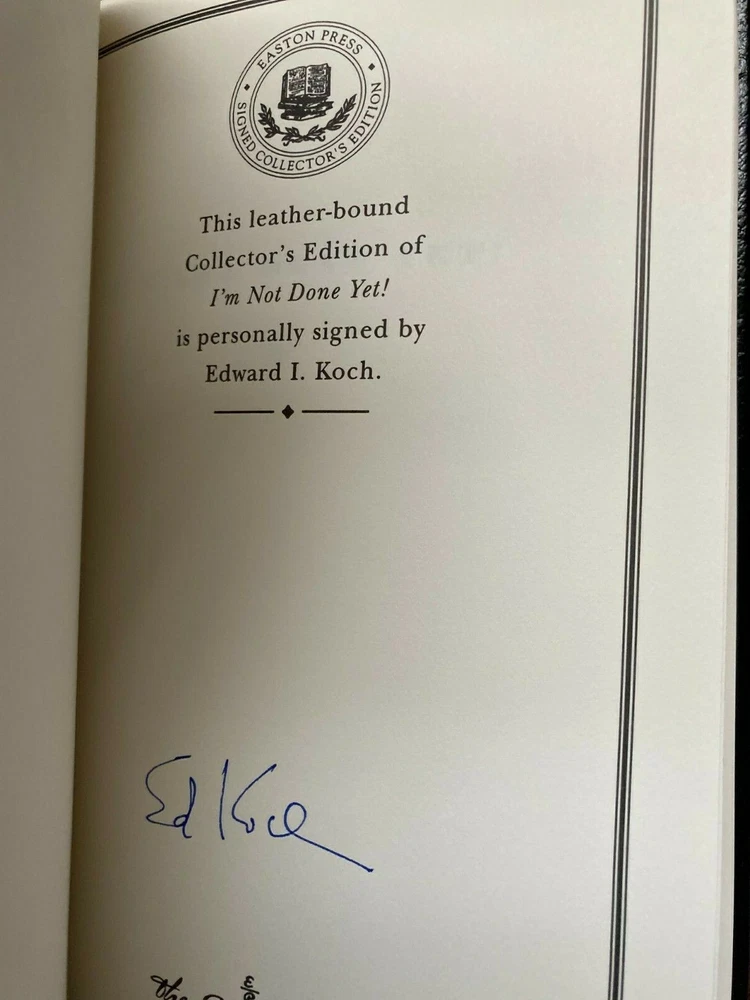 EASTON PRESS
SIGNED COLLECTOR'S EDITION
This leather-bound
Collector's Edition of
I'm Not Done Yet!
is personally signed by
Edward I. Koch.
Ed Koch